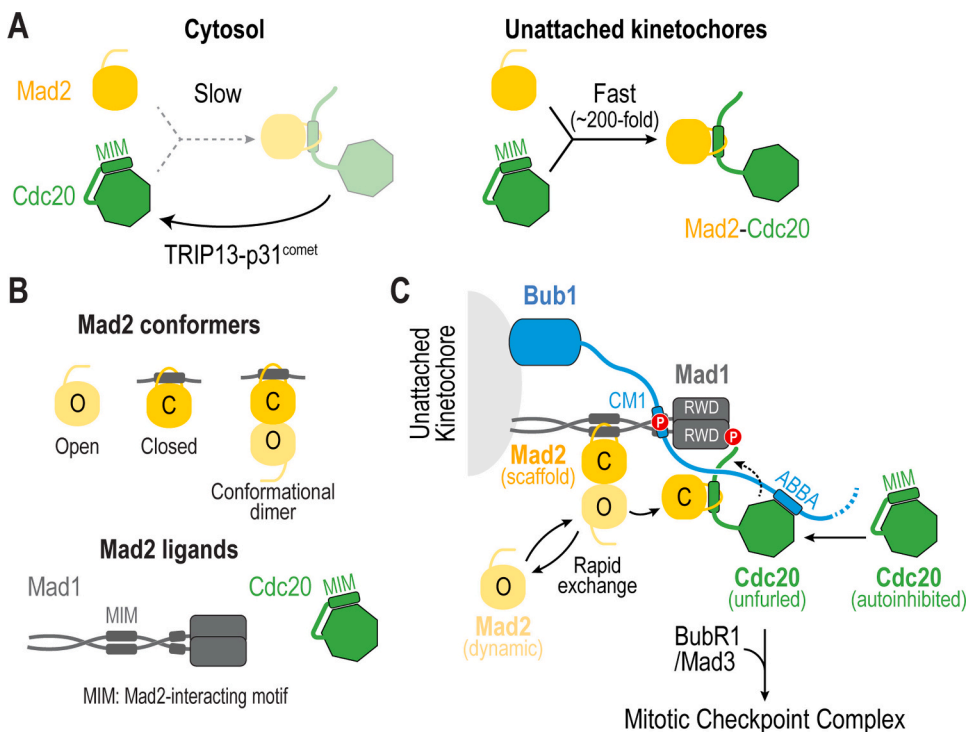 A
Cytosol
Mad2
Slow
MIM
Cdc20
TRIP13-p31comet
Unattached kinetochores
Fast
(~200-fold)
MIM
Mad2-Cdc20
B
Mad2 conformers
O
C
C
O
Open
Closed
Conformational
dimer
Mad2 ligands
Mad1
MIM
Cdc20
MIM
MIM: Mad2-interacting motif
C
Unattached
Kinetochore
Bub1
Mad1
CM1
P
RWD
RWD
P
Mad2
(scaffold)
C
O
C
ABBA
MIM
Rapid
exchange
O
Mad2
(dynamic)
Cdc20
(unfurled)
Cdc20
(autoinhibited)
BubR1
/Mad3
Mitotic Checkpoint Complex